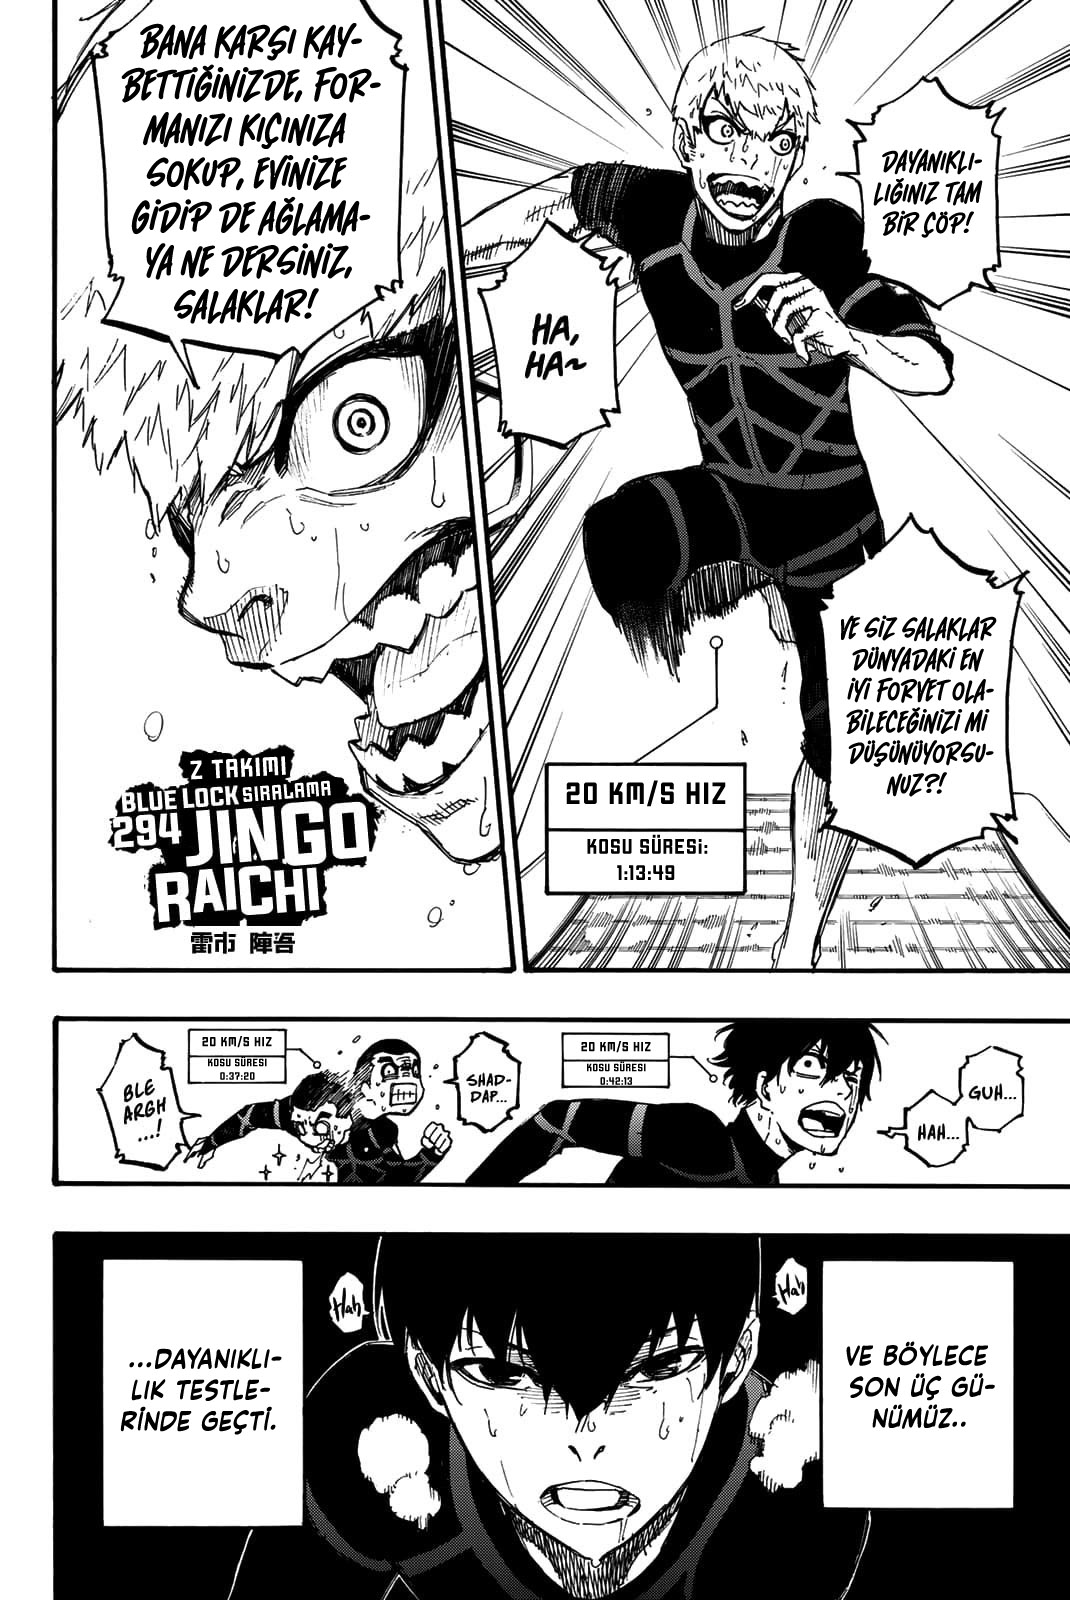 DAYANIKLI-
LIĞINIZ TAM
BİR ÇÖP!
HA,
HA~
VE SİZ SALAKLAR
DÜNYADAKİ EN
İYİ FORVET OLA-
BİLECEĞİNİZİ Mİ
DÜŞÜNÜYORSU-
NUZ?!
20 KM/S HIZ
KOSU SÜRESİ:
1:13:49
BANA KARŞI KAY-
BETTİĞİNİZDE, FOR-
MANIZI KIÇINIZA
SOKUP, EVİNİZE
GİDİP DE AĞLAMA-
YA NE DERSİNİZ,
SALAKLAR!
Z TAKIMI
BLUE LOCK SIRALAMA
294 JINGO
RAICHI
雷市 陣吾
GUH...
HAH...
20 KM/S HIZ
KOSU SÜRESI
0:42:13
SHAD-
DAP...
20 KM/S HIZ
KOSU SÜRESI
0:37:20
BLE
ARGH
...!
VE BÖYLECE
SON ÜÇ GÜ-
NÜMÜZ..
Hah
Hah
...DAYANIKLI-
LIK TESTLE-
RİNDE GEÇTİ.